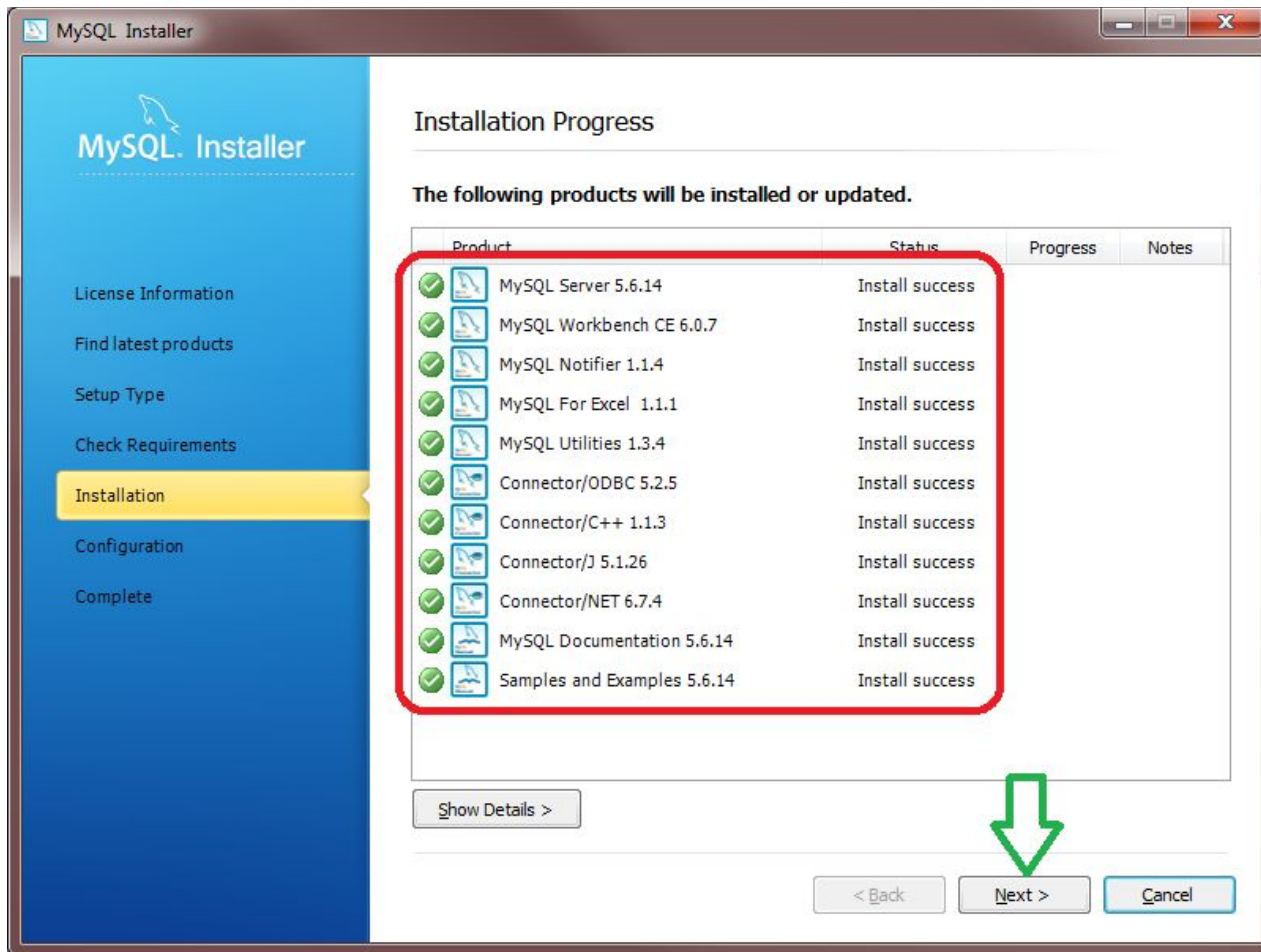 MySQL Installer
MySQL. Installer
License Information
Find latest products
Setup Type
Check Requirements
Installation
Configuration
Complete
Installation Progress
The following products will be installed or updated.
Product Status Progress Notes
MySQL Server 5.6.14 Install success
MySQL Workbench CE 6.0.7 Install success
MySQL Notifier 1.1.4 Install success
MySQL For Excel 1.1.1 Install success
MySQL Utilities 1.3.4 Install success
Connector/ODBC 5.2.5 Install success
Connector/C++ 1.1.3 Install success
Connector/J 5.1.26 Install success
Connector/NET 6.7.4 Install success
MySQL Documentation 5.6.14 Install success
Samples and Examples 5.6.14 Install success
Show Details >
< Back Next > Cancel